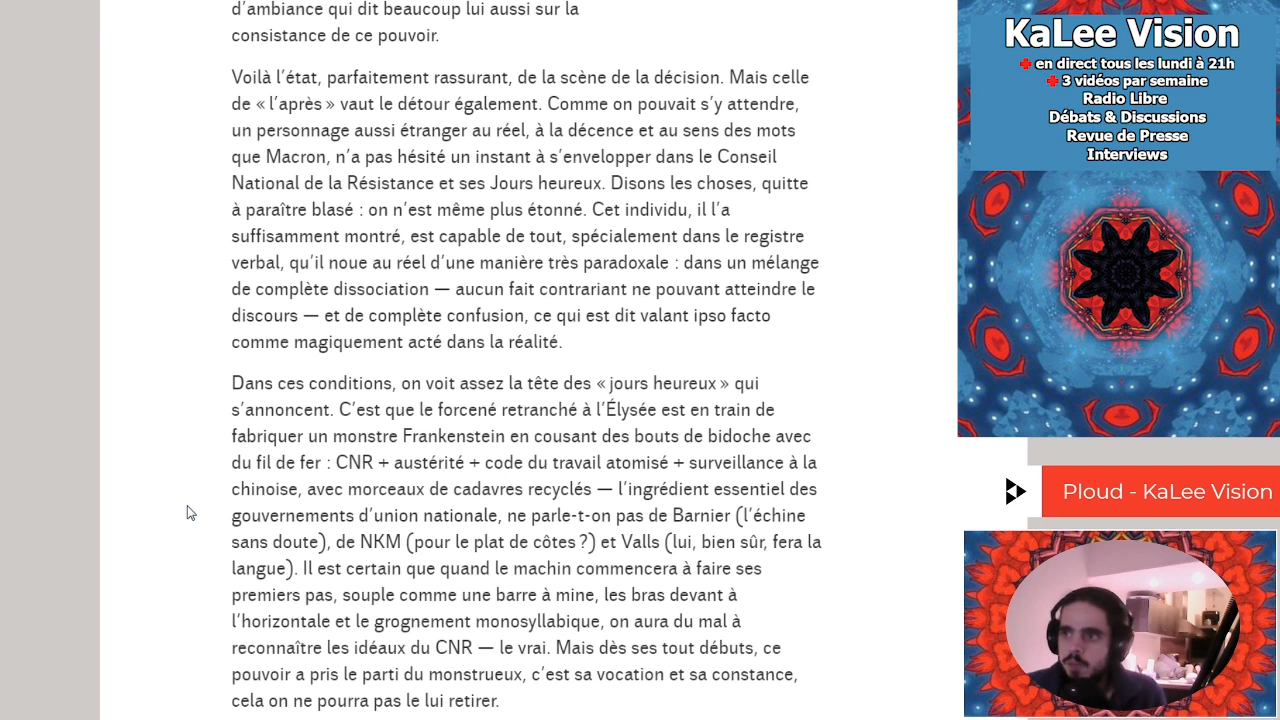 d’ambiance qui dit beaucoup lui aussi sur la
consistance de ce pouvoir.
Voilà l’état, parfaitement rassurant, de la scène de la décision. Mais celle
de « l’après » vaut le détour également. Comme on pouvait s’y attendre,
un personnage aussi étranger au réel, à la décence et au sens des mots
que Macron, n’a pas hésité un instant à s’envelopper dans le Conseil
National de la Résistance et ses Jours heureux. Disons les choses, quitte
à paraître blasé : on n’est même plus étonné. Cet individu, il l’a
suffisamment montré, est capable de tout, spécialement dans le registre
verbal, qu’il noue au réel d’une manière très paradoxale : dans un mélange
de complète dissociation — aucun fait contrariant ne pouvant atteindre le
discours — et de complète confusion, ce qui est dit valant ipso facto
comme magiquement acté dans la réalité.
Dans ces conditions, on voit assez la tête des « jours heureux » qui
s’annoncent. C’est que le forcené retranché à l’Élysée est en train de
fabriquer un monstre Frankenstein en cousant des bouts de bidoche avec
du fil de fer : CNR + austérité + code du travail atomisé + surveillance à la
chinoise, avec morceaux de cadavres recyclés — l’ingrédient essentiel des
gouvernements d’union nationale, ne parle-t-on pas de Barnier (l’échine
sans doute), de NKM (pour le plat de côtes ?) et Valls (lui, bien sûr, fera la
langue). Il est certain que quand le machin commencera à faire ses
premiers pas, souple comme une barre à mine, les bras devant à
l’horizontale et le grognement monosyllabique, on aura du mal à
reconnaître les idéaux du CNR — le vrai. Mais dès ses tout débuts, ce
pouvoir a pris le parti du monstrueux, c’est sa vocation et sa constance,
cela on ne pourra pas le lui retirer.
KaLee Vision
en direct tous les lundi à 21h
3 vidéos par semaine
Radio Libre
Débats & Discussions
Revue de Presse
Interviews
Ploud - KaLee Vision